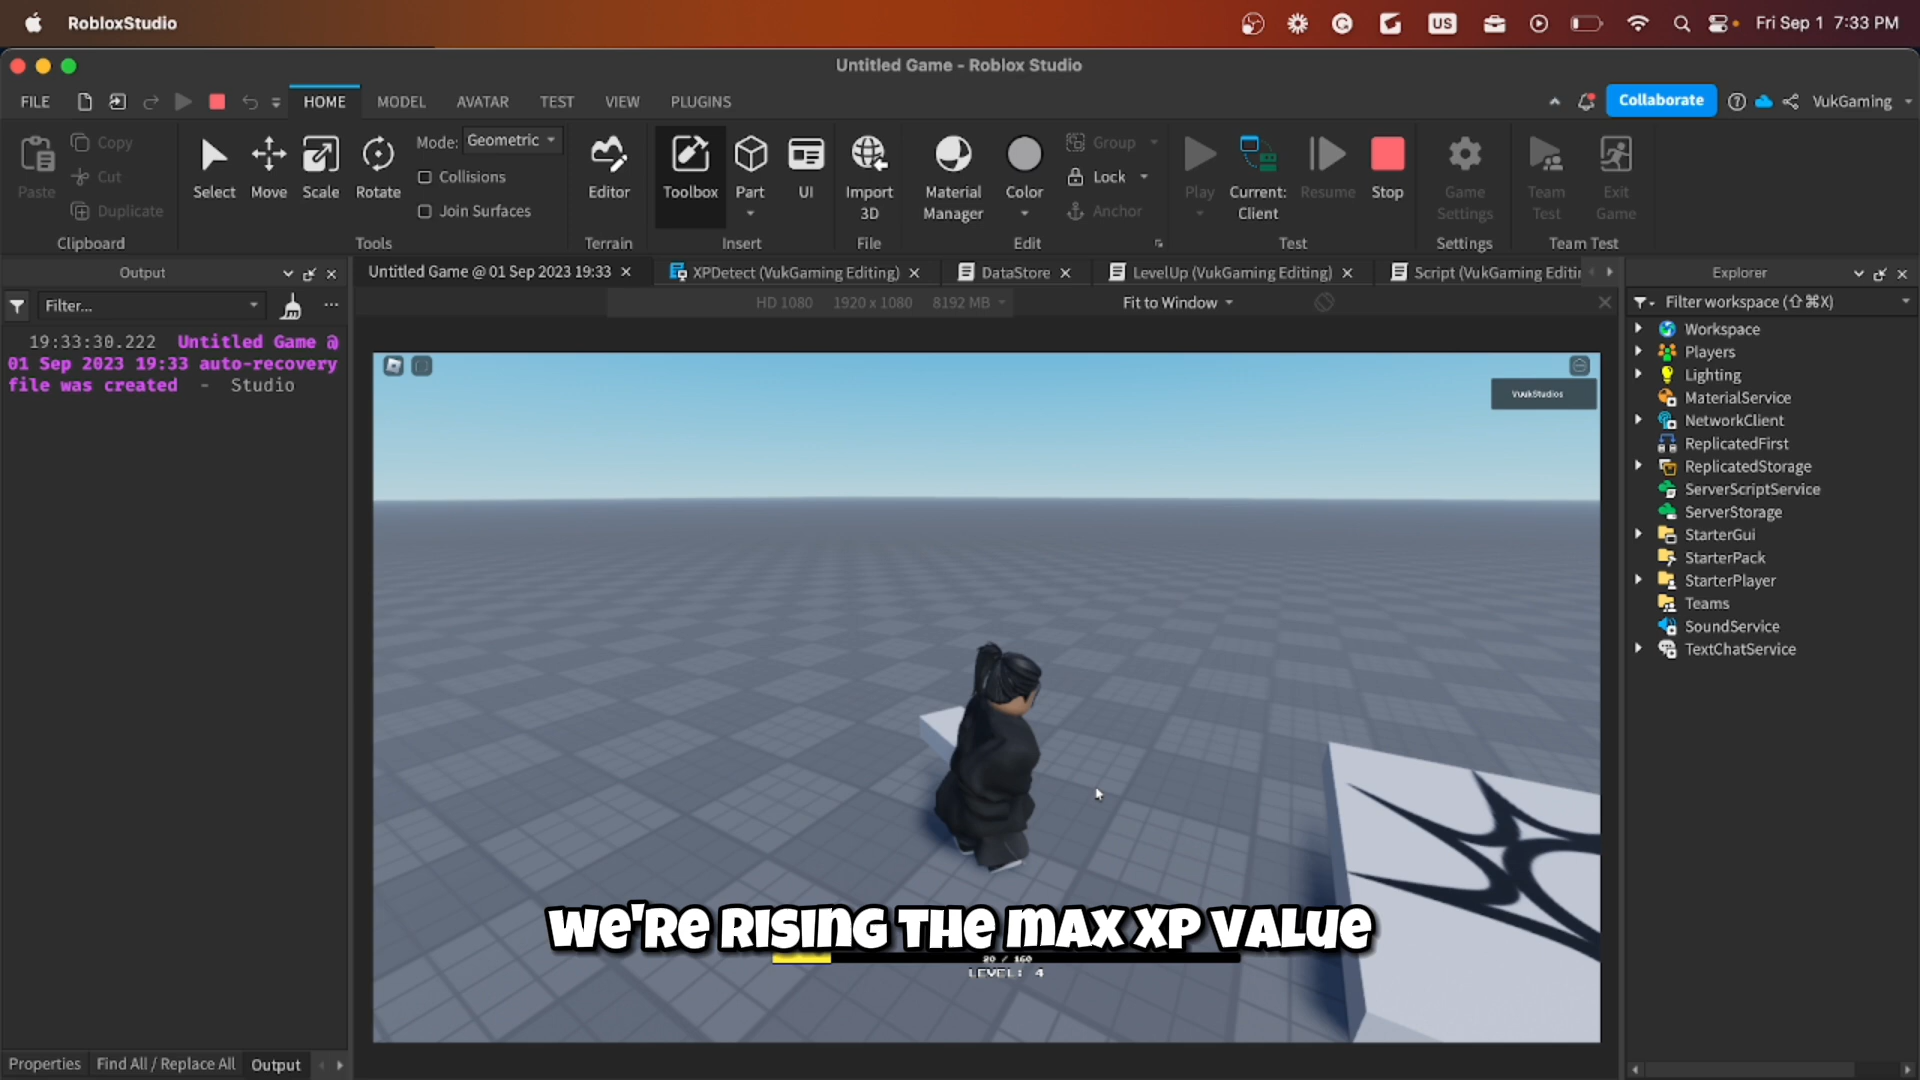 RobloxStudio
US
Fri Sep 1 7:33 PM
Untitled Game - Roblox Studio
FILE
HOME
MODEL
AVATAR
TEST
VIEW
PLUGINS
Collaborate
VukGaming
Paste
Copy
Cut
Duplicate
Clipboard
Select
Move
Scale
Rotate
Mode: Geometric
Collisions
Join Surfaces
Tools
Editor
Terrain
Toolbox
Part
UI
Insert
Import
3D
File
Material
Manager
Color
Group
Lock
Anchor
Edit
Play
Current:
Client
Resume
Stop
Test
Game
Settings
Settings
Team
Test
Exit
Game
Team Test
Output
Untitled Game @ 01 Sep 2023 19:33
XPDetect (VukGaming Editing)
DataStore
LevelUp (VukGaming Editing)
Script (VukGaming Editin
Explorer
Filter...
HD 1080 1920 x 1080 8192 MB
Fit to Window
Filter workspace (⇧⌘X)
19:33:30.222 Untitled Game @
01 Sep 2023 19:33 auto-recovery
file was created - Studio
VuukStudios
Workspace
Players
Lighting
MaterialService
NetworkClient
ReplicatedFirst
ReplicatedStorage
ServerScriptService
ServerStorage
StarterGui
StarterPack
StarterPlayer
Teams
SoundService
TextChatService
We're rising the max xp value
20 / 160
LEVEL: 4
Properties
Find All / Replace All
Output